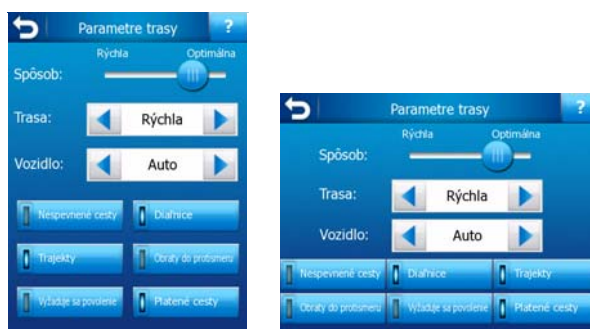 Parametre trasy ?
Rýchla Optimálna
Spôsob:
Trasa: Rýchla
Vozidlo: Auto
Nespevnené cesty Diaľnice
Trajekty Obraty do protismeru
Vyžaduje sa povolenie Platené cesty
Parametre trasy ?
Rýchla Optimálna
Spôsob:
Trasa: Rýchla
Vozidlo: Auto
Nespevnené cesty Diaľnice Trajekty
Obraty do protismeru Vyžaduje sa povolenie Platené cesty